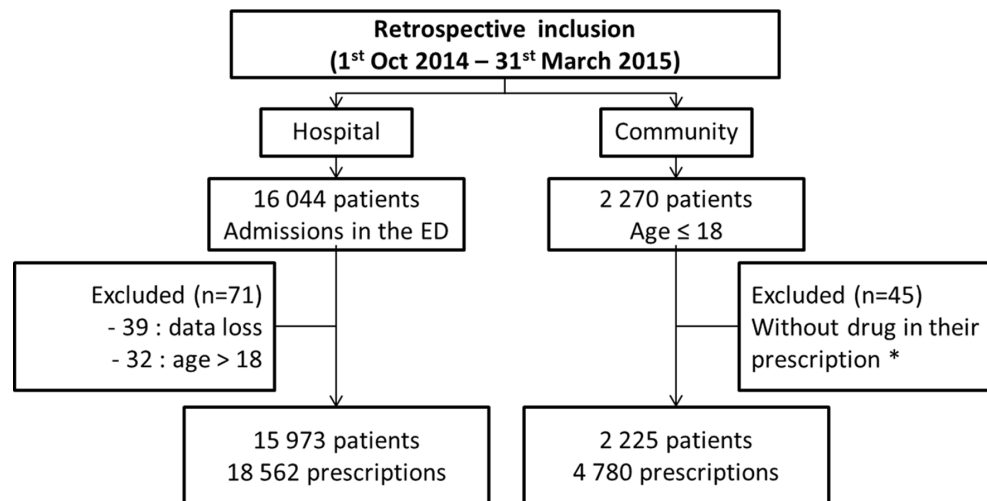 Retrospective inclusion
(1st Oct 2014 – 31st March 2015)
Hospital
Community
16 044 patients
Admissions in the ED
2 270 patients
Age ≤ 18
Excluded (n=71)
- 39 : data loss
- 32 : age > 18
Excluded (n=45)
Without drug in their
prescription *
15 973 patients
18 562 prescriptions
2 225 patients
4 780 prescriptions